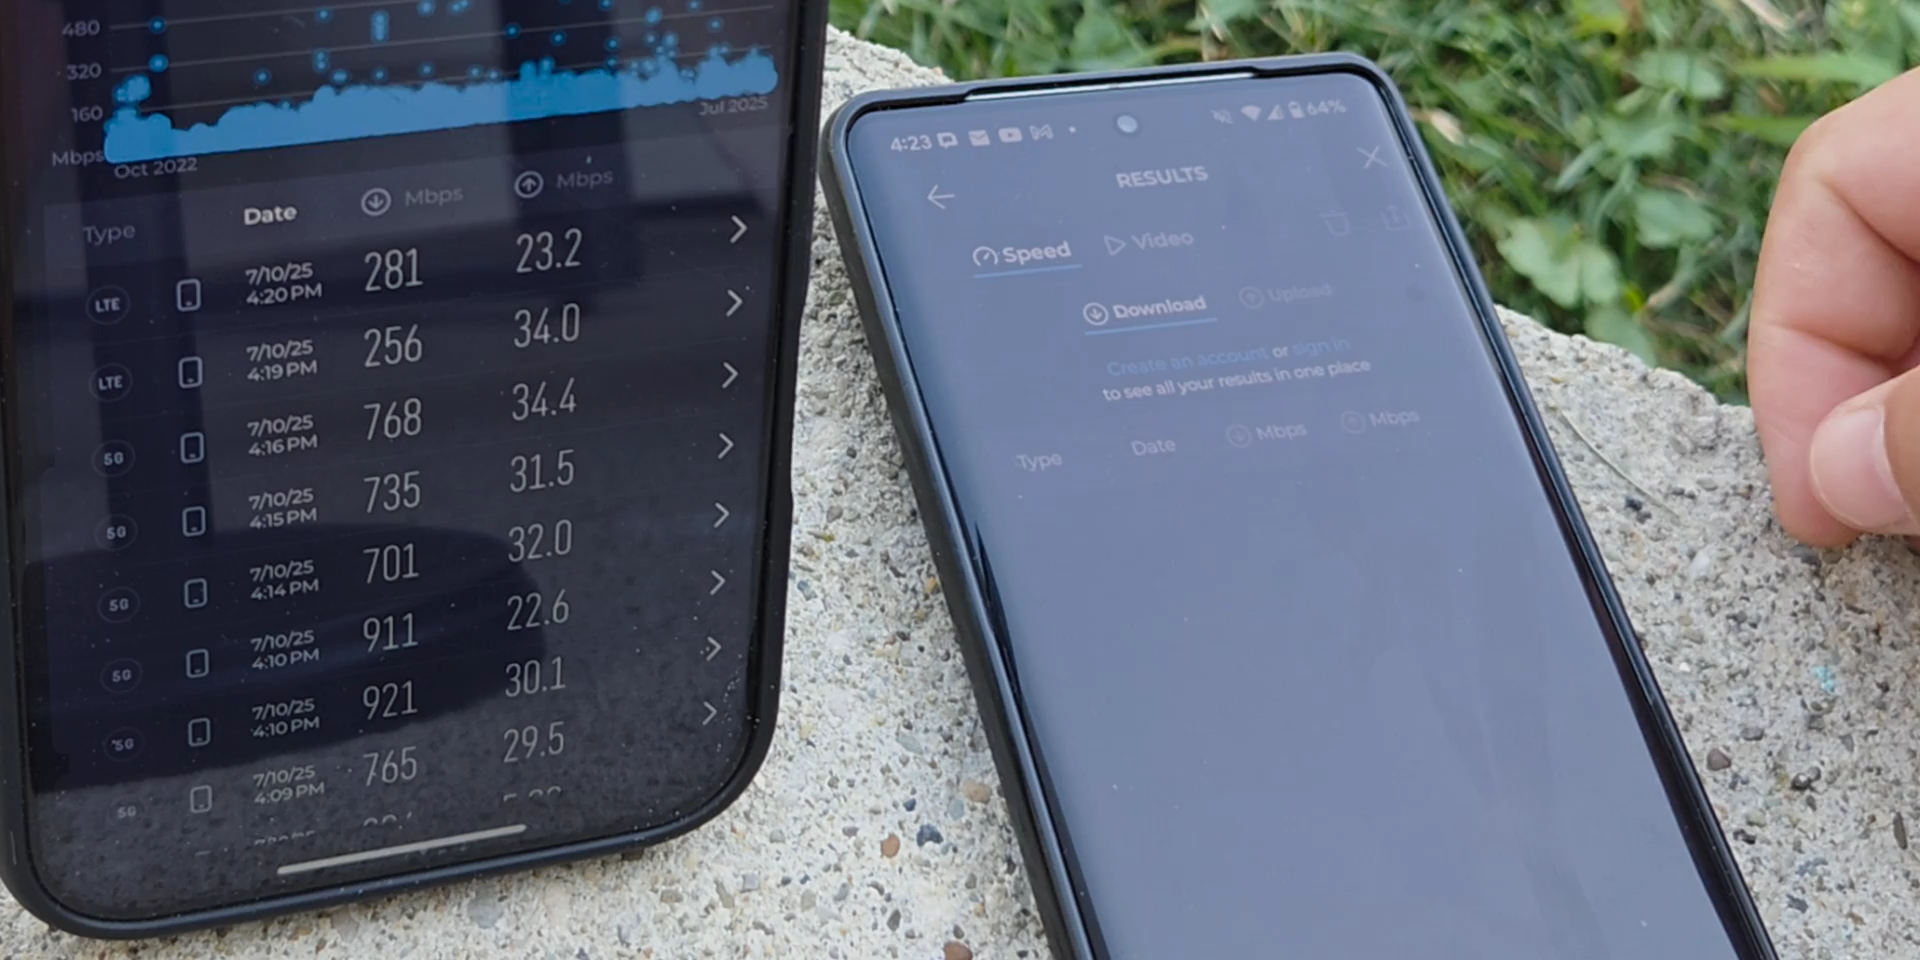 480
320
160
Mbps
Oct 2022
Jul 2025
Type
Date
Mbps
Mbps
LTE
7/10/25
4:20 PM
281
23.2
LTE
7/10/25
4:19 PM
256
34.0
5G
7/10/25
4:16 PM
768
34.4
5G
7/10/25
4:15 PM
735
31.5
5G
7/10/25
4:14 PM
701
32.0
5G
7/10/25
4:10 PM
911
22.6
5G
7/10/25
4:10 PM
921
30.1
5G
7/10/25
4:09 PM
765
29.5
4:23
64%
RESULTS
Speed
Video
Download
Upload
Create an account or sign in
to see all your results in one place
Type
Date
Mbps
Mbps